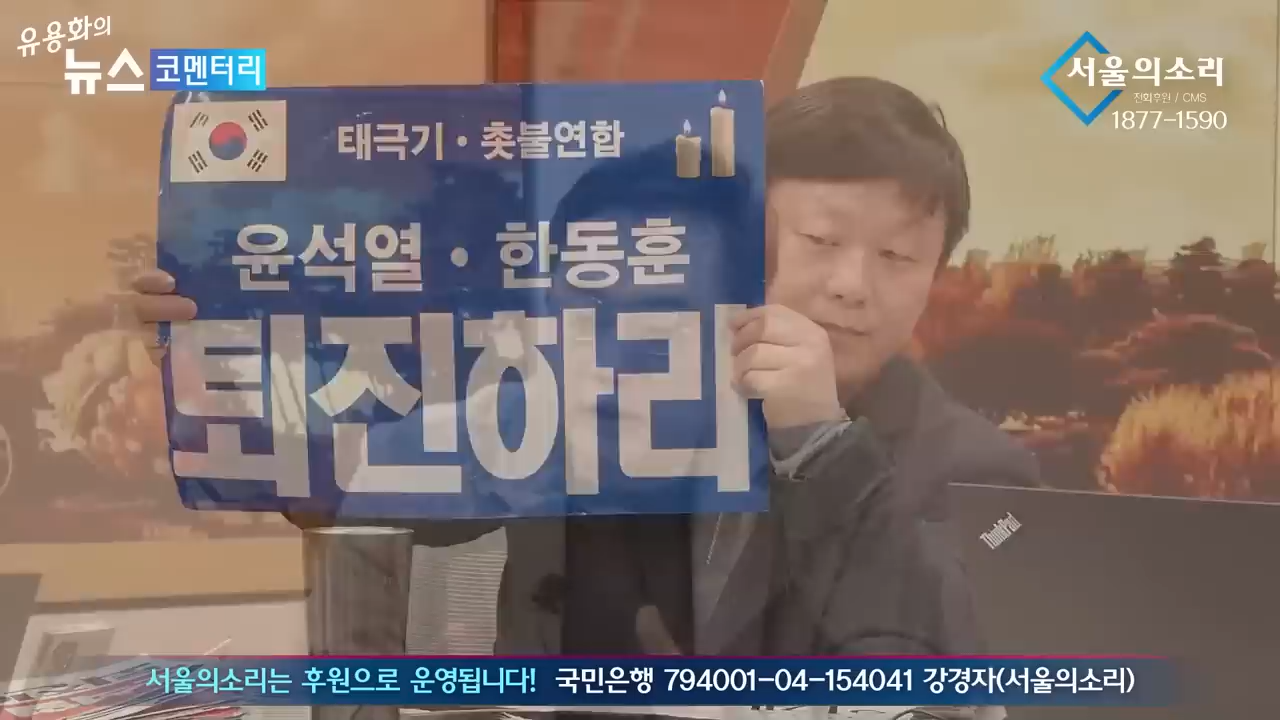 유용화의
뉴스 코멘터리
서울의소리
전화후원 / CMS
1877-1590
태극기·촛불연합
윤석열·한동훈
퇴진하라
ThinkPad
서울의소리는 후원으로 운영됩니다! 국민은행 794001-04-154041 강경자(서울의소리)